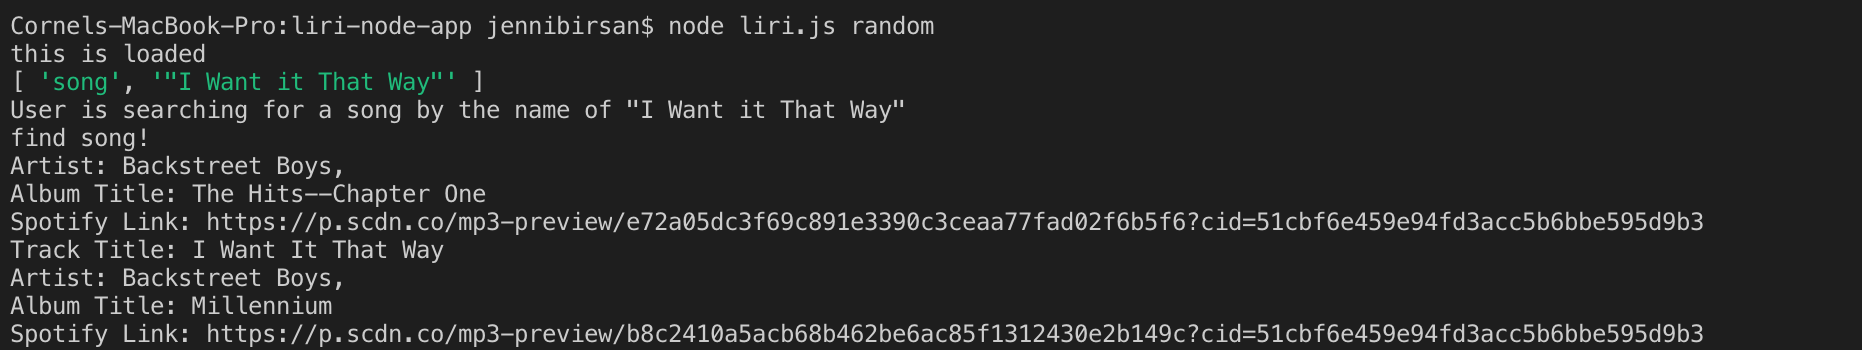 Cornels-MacBook-Pro:liri-node-app jennibirsan$ node liri.js random
this is loaded
[ 'song', '"I Want it That Way"' ]
User is searching for a song by the name of "I Want it That Way"
find song!
Artist: Backstreet Boys,
Album Title: The Hits--Chapter One
Spotify Link: https://p.scdn.co/mp3-preview/e72a05dc3f69c891e3390c3ceaa77fad02f6b5f6?cid=51cbf6e459e94fd3acc5b6bbe595d9b3
Track Title: I Want It That Way
Artist: Backstreet Boys,
Album Title: Millennium
Spotify Link: https://p.scdn.co/mp3-preview/b8c2410a5acb68b462be6ac85f1312430e2b149c?cid=51cbf6e459e94fd3acc5b6bbe595d9b3